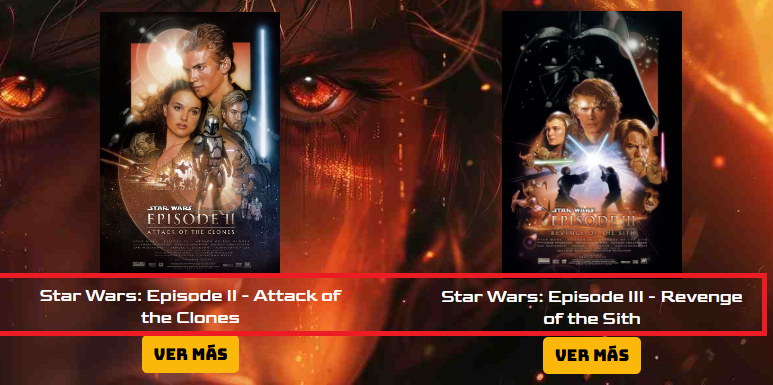 STAR WARS
EPISODE II
ATTACK OF THE CLONES
STAR WARS
EPISODE III
REVENGE OF THE SITH
Star Wars: Episode II - Attack of
the Clones
Star Wars: Episode III - Revenge
of the Sith
VER MÁS
VER MÁS